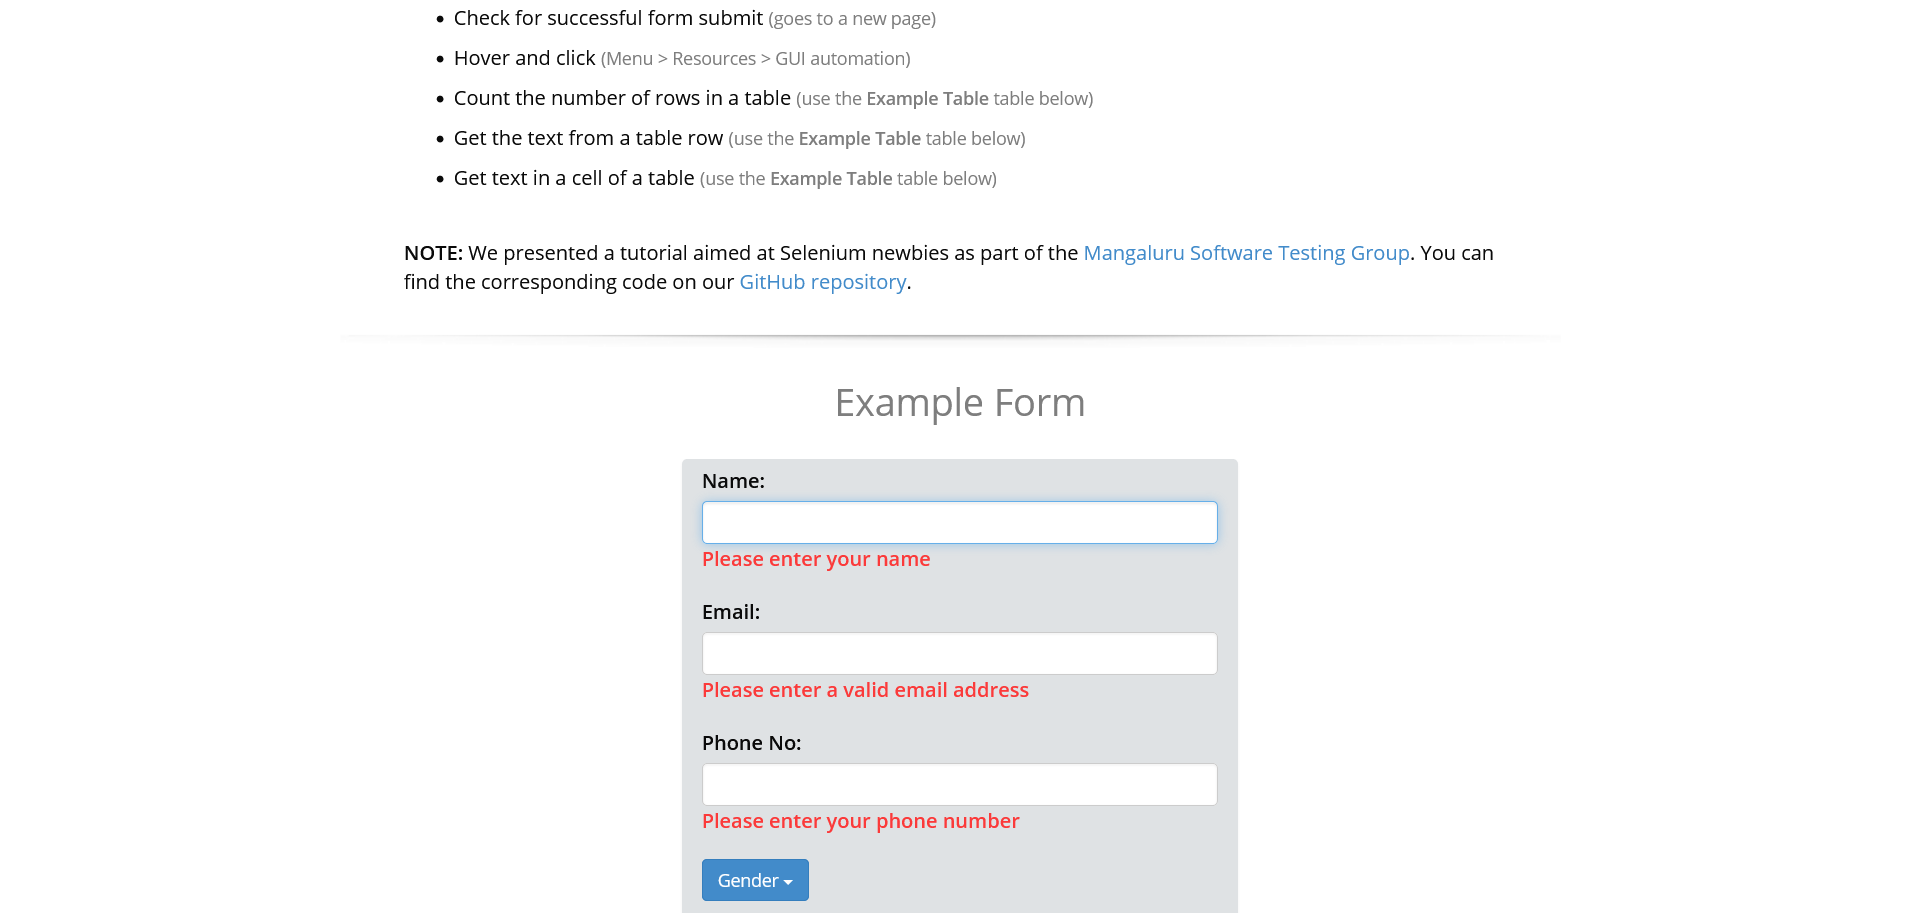 Check for successful form submit (goes to a new page)
Hover and click (Menu > Resources > GUI automation)
Count the number of rows in a table (use the Example Table table below)
Get the text from a table row (use the Example Table table below)
Get text in a cell of a table (use the Example Table table below)
NOTE: We presented a tutorial aimed at Selenium newbies as part of the Mangaluru Software Testing Group. You can
find the corresponding code on our GitHub repository.
Example Form
Name:
Please enter your name
Email:
Please enter a valid email address
Phone No:
Please enter your phone number
Gender